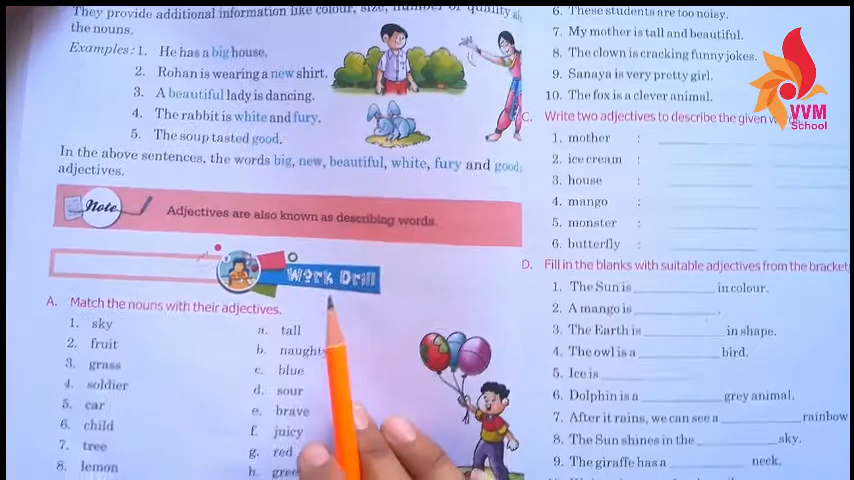 They provide additional information like colour, size, number or quality
the nouns.
Examples : 1. He has a big house.
2. Rohan is wearing a new shirt.
3. A beautiful lady is dancing.
4. The rabbit is white and fury.
5. The soup tasted good.
In the above sentences, the words big, new, beautiful, white, fury and good
adjectives.
Note
Adjectives are also known as describing words.
Work Drill
A. Match the nouns with their adjectives.
1. sky
a. tall
2. fruit
b. naughty
3. grass
c. blue
4. soldier
d. sour
5. car
e. brave
6. child
f. juicy
7. tree
g. red
8. lemon
h. gree
6. These students are too noisy.
7. My mother is tall and beautiful.
8. The clown is cracking funny jokes.
9. Sanaya is very pretty girl.
10. The fox is a clever animal.
C. Write two adjectives to describe the given
1. mother :
2. ice cream :
3. house :
4. mango :
5. monster :
6. butterfly :
D. Fill in the blanks with suitable adjectives from the bracket
1. The Sun is ____________ in colour.
2. A mango is ____________.
3. The Earth is ____________ in shape.
4. The owl is a ____________ bird.
5. Ice is ____________
6. Dolphin is a ____________ grey animal.
7. After it rains, we can see a ____________ rainbow
8. The Sun shines in the ____________ sky.
9. The giraffe has a ____________ neck.
VVM
School